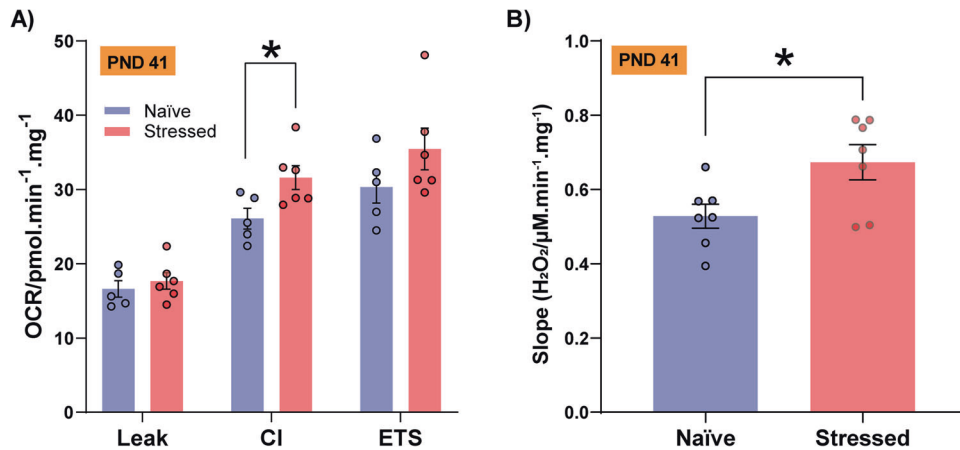 A)
PND 41
Naïve
Stressed
*
OCR/pmol.min⁻¹.mg⁻¹
50
40
30
20
10
0
Leak CI ETS
B)
PND 41
*
Slope (H₂O₂/µM.min⁻¹.mg⁻¹)
1.0
0.8
0.6
0.4
0.2
0.0
Naïve Stressed